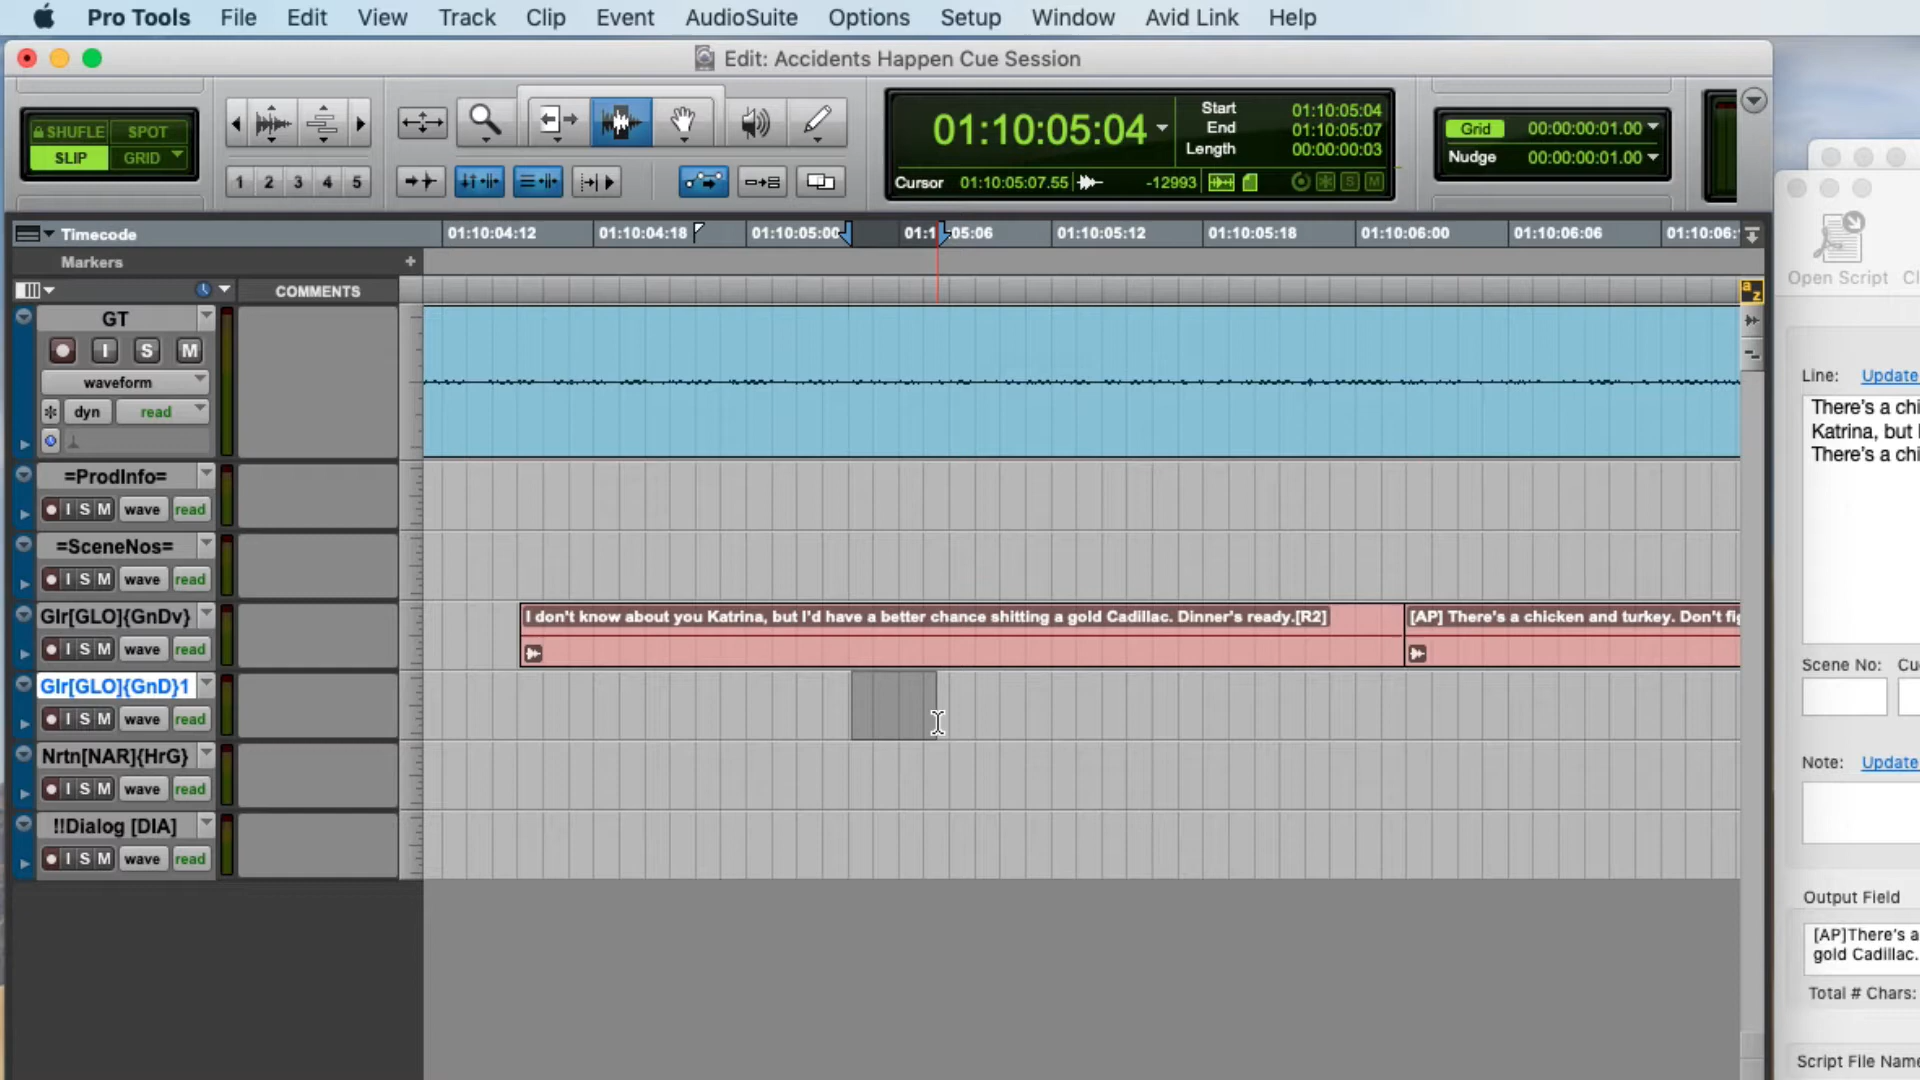 Pro Tools File Edit View Track Clip Event AudioSuite Options Setup Window Avid Link Help
Edit: Accidents Happen Cue Session
SHUFLE SPOT
SLIP GRID
1 2 3 4 5
01:10:05:04
Start 01:10:05:04
End 01:10:05:07
Length 00:00:00:03
Cursor 01:10:05:07.55 -12993 S M
Grid 00:00:00:01.00
Nudge 00:00:00:01.00
Timecode 01:10:04:12 01:10:04:18 01:10:05:00 01:1 05:06 01:10:05:12 01:10:05:18 01:10:06:00 01:10:06:06 01:10:06:
Markers +
COMMENTS
a z
Open Script Cl
GT
I S M
waveform
dyn read
Line: Update
There's a chi
Katrina, but I
There's a chi
=ProdInfo=
I S M wave read
=SceneNos=
I S M wave read
Glr[GLO]{GnDv}
I S M wave read
I don't know about you Katrina, but I'd have a better chance shitting a gold Cadillac. Dinner's ready.[R2]
[AP] There's a chicken and turkey. Don't fig
Scene No: Cu
Glr[GLO]{GnD}1
I S M wave read
Nrtn[NAR]{HrG}
I S M wave read
Note: Update
!!Dialog [DIA]
I S M wave read
Output Field
[AP]There's a
gold Cadillac.
Total # Chars:
Script File Name